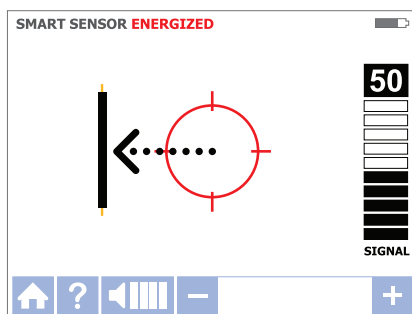 SMART SENSOR ENERGIZED
50
SIGNAL
?
−
+